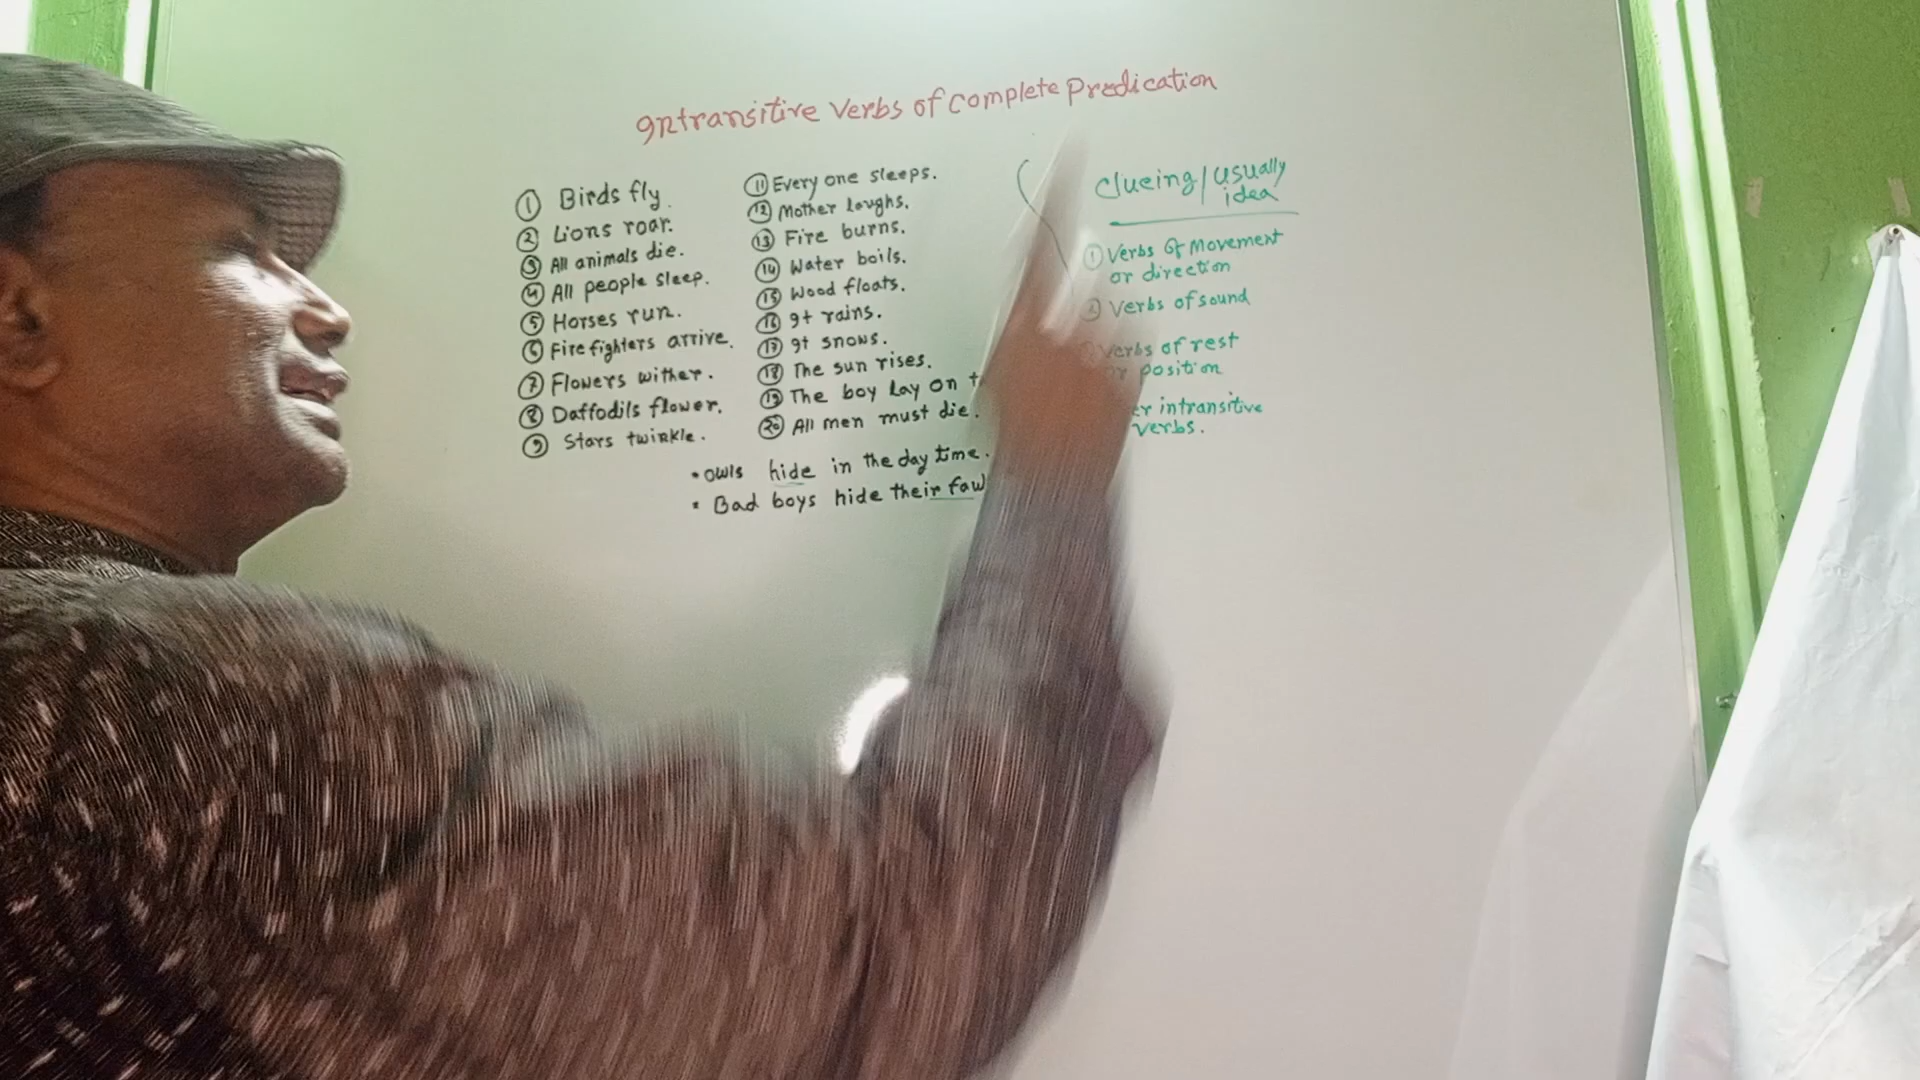 Intransitive Verbs of Complete Predication
① Birds fly.
② Lions roar.
③ All animals die.
④ All people sleep.
⑤ Horses run.
⑥ Fire fighters arrive.
⑦ Flowers wither.
⑧ Daffodils flower.
⑨ Stars twinkle.
⑪ Every one sleeps.
⑫ Mother laughs.
⑬ Fire burns.
⑭ Water boils.
⑮ Wood floats.
⑯ It rains.
⑰ It snows.
⑱ The sun rises.
⑲ The boy lay on
⑳ All men must die.
• Owls hide in the day time.
• Bad boys hide their
Clueing / usually
idea
① Verbs of movement
or direction
② Verbs of sound
Verbs of rest
or position
intransitive
verbs.